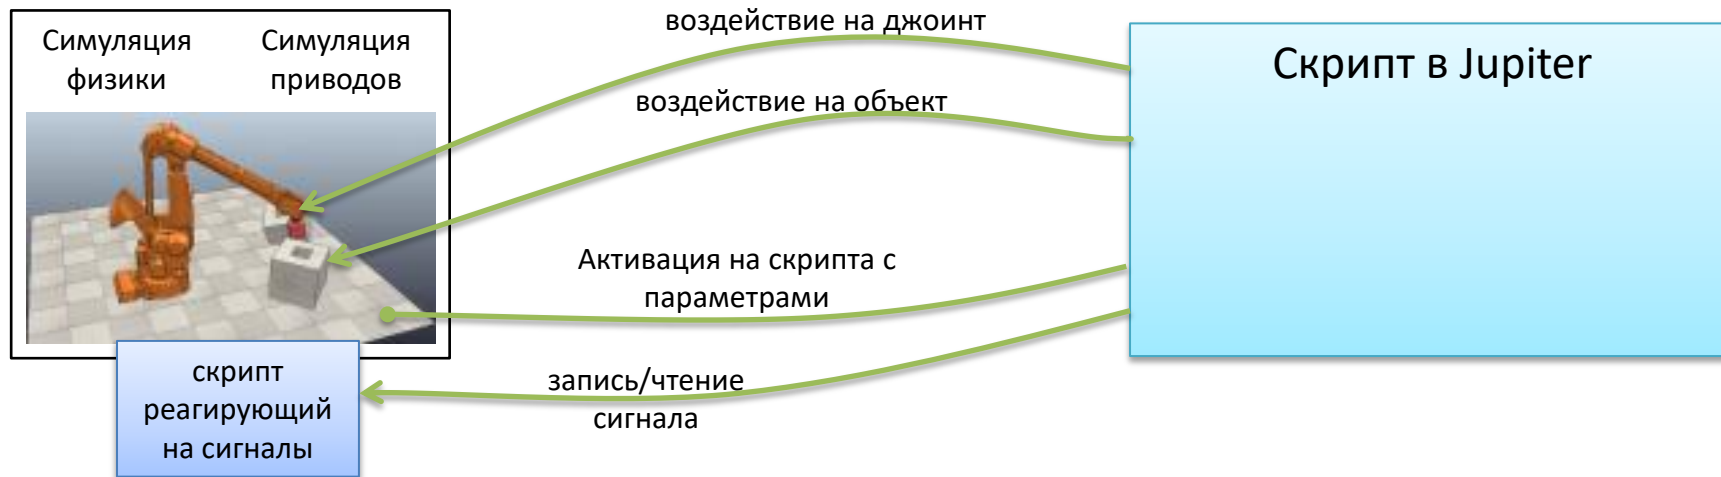 Симуляция
физики
Симуляция
приводов
воздействие на джоинт
воздействие на объект
Активация на скрипта с
параметрами
запись/чтение
сигнала
скрипт
реагирующий
на сигналы
Скрипт в Jupiter